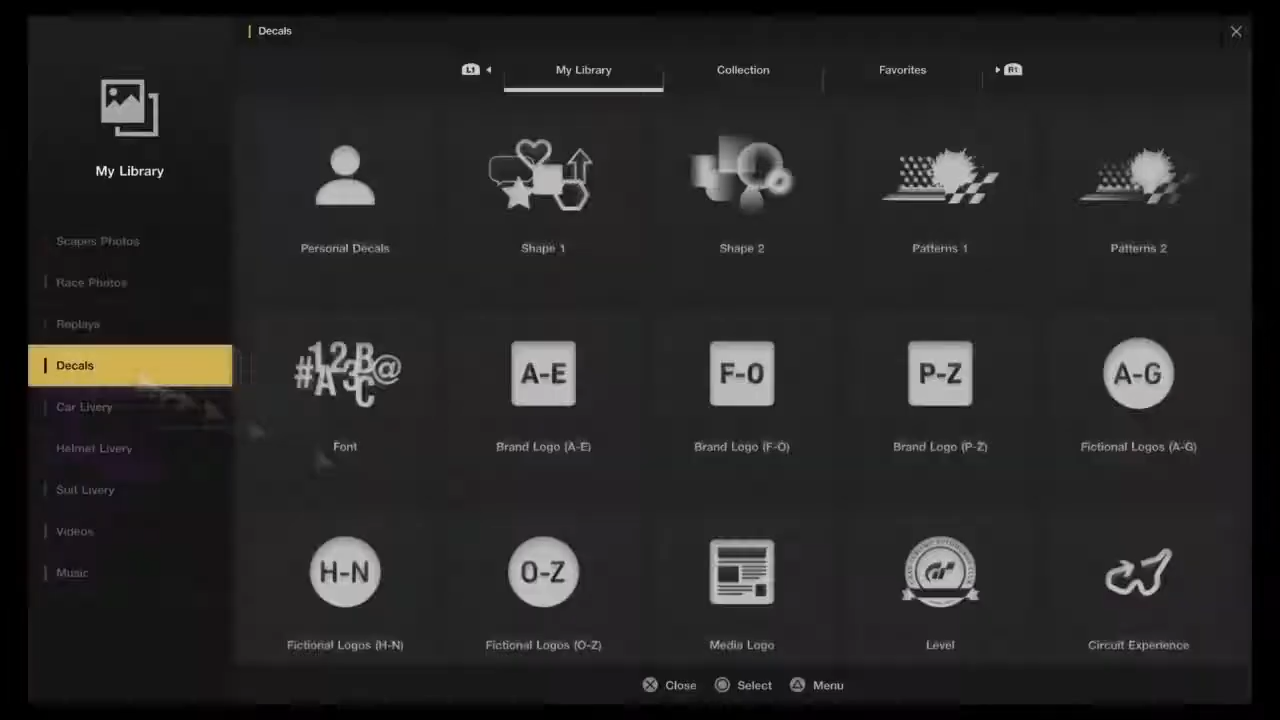 Decals
L1
My Library
Collection
Favorites
R1
My Library
Scapes Photos
Race Photos
Replays
Decals
Car Livery
Helmet Livery
Suit Livery
Videos
Music
Personal Decals
Shape 1
Shape 2
Patterns 1
Patterns 2
#123B@
A3C
A-E
F-O
P-Z
A-G
Font
Brand Logo (A-E)
Brand Logo (F-O)
Brand Logo (P-Z)
Fictional Logos (A-G)
H-N
O-Z
Fictional Logos (H-N)
Fictional Logos (O-Z)
Media Logo
Level
Circuit Experience
Close
Select
Menu